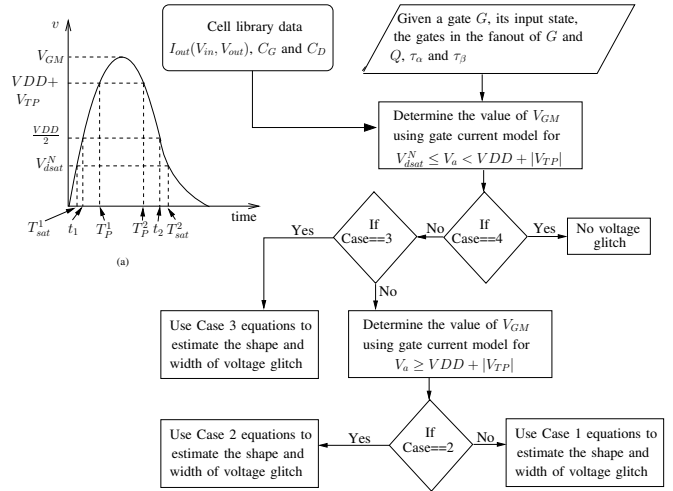 v
V_GM
VDD+
V_TP
VDD/2
V^N_dsat
time
T^1_sat t_1 T^1_P T^2_P t_2 T^2_sat
(a)
Cell library data
I_out(V_in, V_out), C_G and C_D
Given a gate G, its input state,
the gates in the fanout of G and
Q, τ_α and τ_β
Determine the value of V_GM
using gate current model for
V^N_dsat ≤ V_a < VDD + |V_TP|
If
Case==4
Yes
No voltage
glitch
No
If
Case==3
Yes
No
Use Case 3 equations to
estimate the shape and
width of voltage glitch
Determine the value of V_GM
using gate current model for
V_a ≥ VDD + |V_TP|
If
Case=2
Yes
Use Case 2 equations to
estimate the shape and
width of voltage glitch
No
Use Case 1 equations to
estimate the shape and
width of voltage glitch